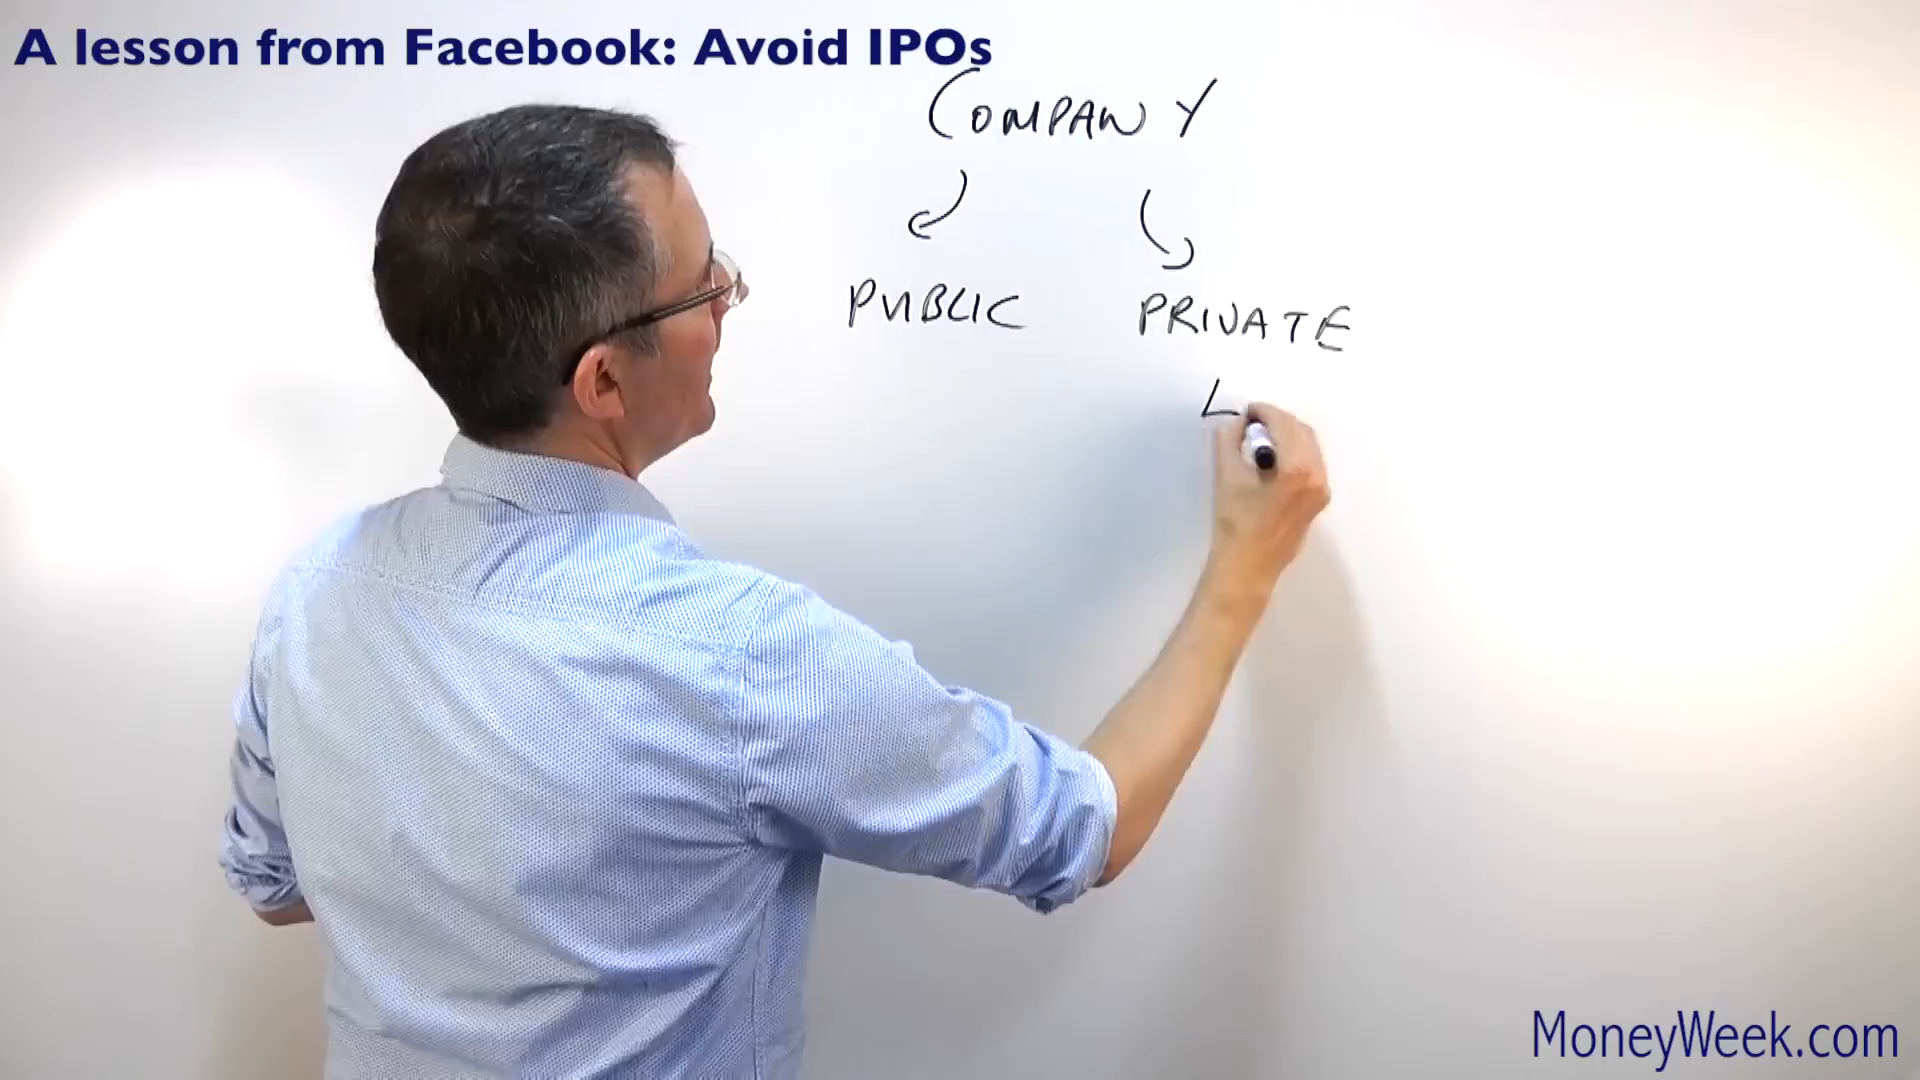 A lesson from Facebook: Avoid IPOs
COMPANY
PUBLIC PRIVATE
L
MoneyWeek.com